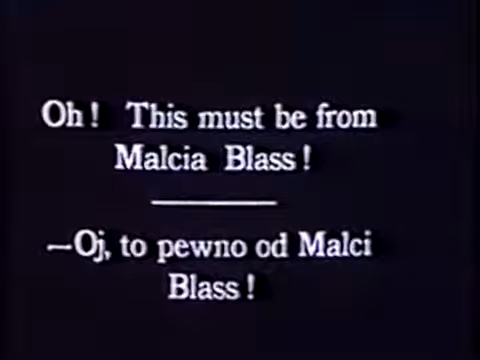 Oh! This must be from
Malcia Blass!
—Oj, to pewno od Malci
Blass!